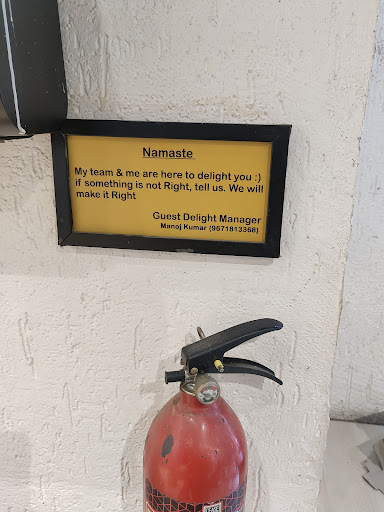 Namaste
My team & me are here to delight you :)
if something is not Right, tell us. We will
make it Right
Guest Delight Manager
Manoj Kumar (9671813368)